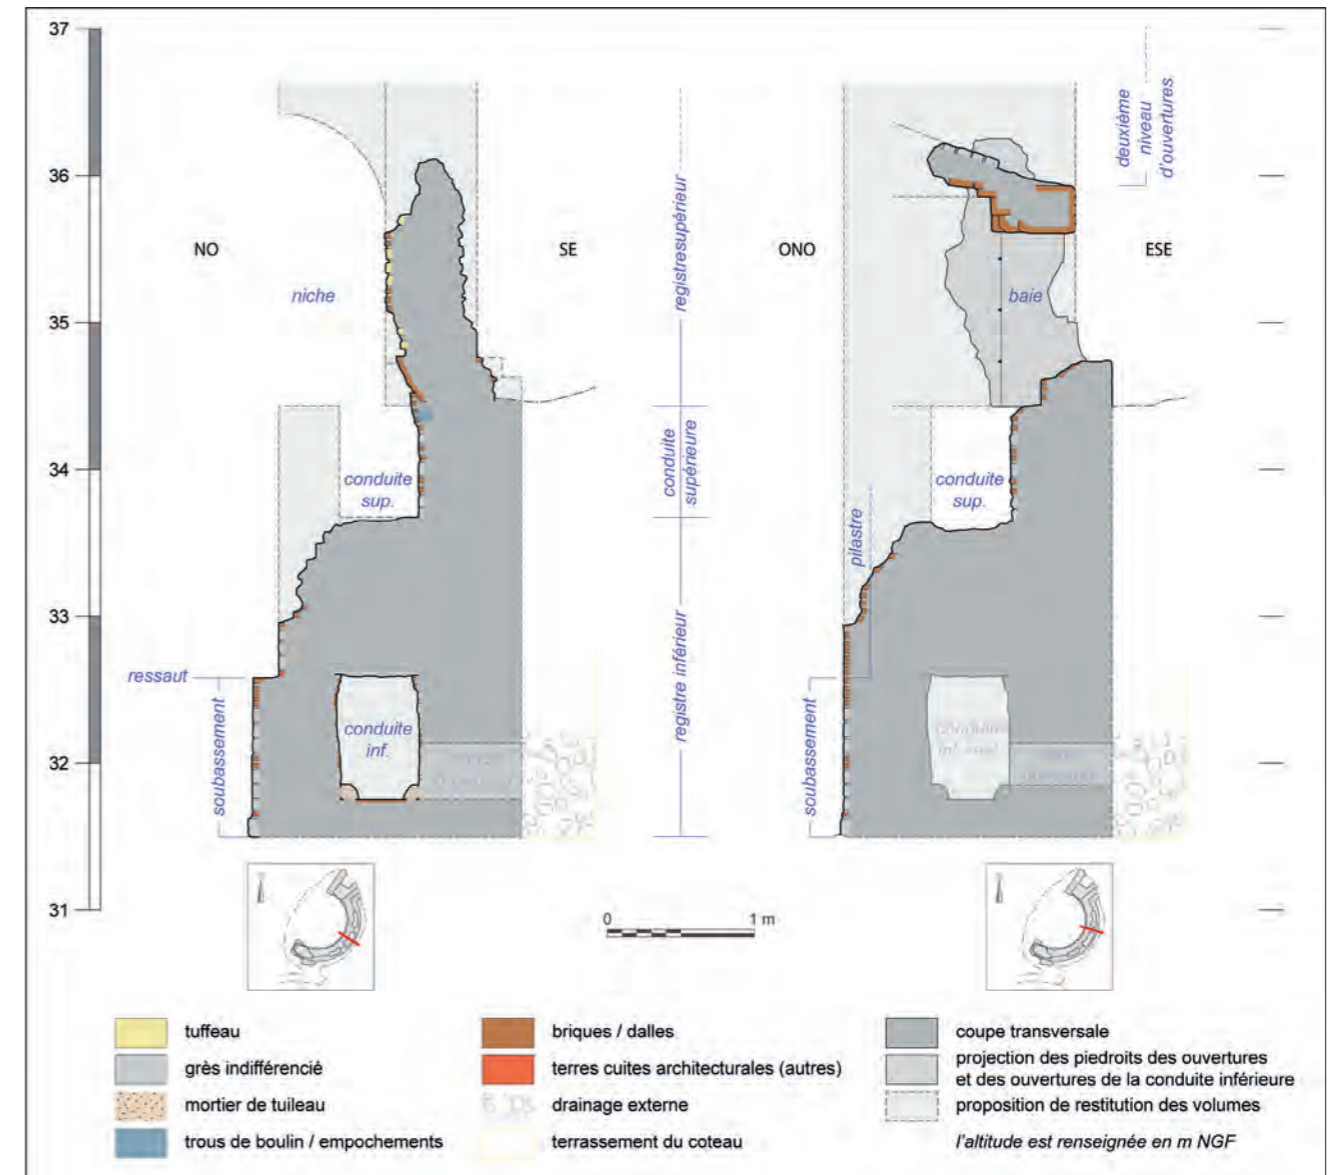 37
36
35
34
33
32
31
NO
SE
niche
conduite
sup.
ressaut
soubassement
conduite
inf.
registresupérieur
conduite
supérieure
registre inférieur
ONO
ESE
deuxième
niveau
d'ouvertures
baie
conduite
sup.
pilastre
soubassement
0 1 m
tuffeau
grès indifférencié
mortier de tuileau
trous de boulin / empochements
briques / dalles
terres cuites architecturales (autres)
drainage externe
terrassement du coteau
coupe transversale
projection des piedroits des ouvertures
et des ouvertures de la conduite inférieure
proposition de restitution des volumes
l'altitude est renseignée en m NGF